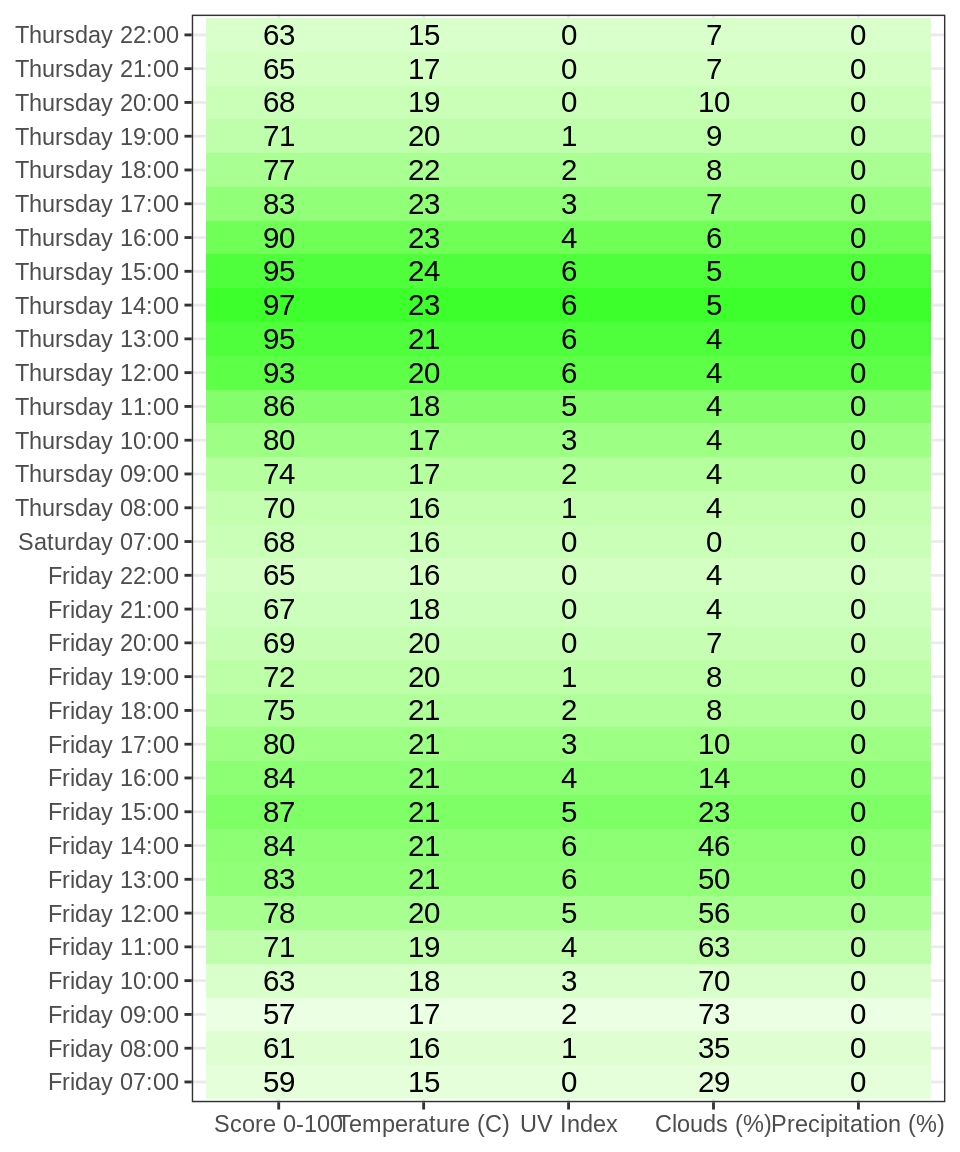 Thursday 22:00 63 15 0 7 0
Thursday 21:00 65 17 0 7 0
Thursday 20:00 68 19 0 10 0
Thursday 19:00 71 20 1 9 0
Thursday 18:00 77 22 2 8 0
Thursday 17:00 83 23 3 7 0
Thursday 16:00 90 23 4 6 0
Thursday 15:00 95 24 6 5 0
Thursday 14:00 97 23 6 5 0
Thursday 13:00 95 21 6 4 0
Thursday 12:00 93 20 6 4 0
Thursday 11:00 86 18 5 4 0
Thursday 10:00 80 17 3 4 0
Thursday 09:00 74 17 2 4 0
Thursday 08:00 70 16 1 4 0
Saturday 07:00 68 16 0 0 0
Friday 22:00 65 16 0 4 0
Friday 21:00 67 18 0 4 0
Friday 20:00 69 20 0 7 0
Friday 19:00 72 20 1 8 0
Friday 18:00 75 21 2 8 0
Friday 17:00 80 21 3 10 0
Friday 16:00 84 21 4 14 0
Friday 15:00 87 21 5 23 0
Friday 14:00 84 21 6 46 0
Friday 13:00 83 21 6 50 0
Friday 12:00 78 20 5 56 0
Friday 11:00 71 19 4 63 0
Friday 10:00 63 18 3 70 0
Friday 09:00 57 17 2 73 0
Friday 08:00 61 16 1 35 0
Friday 07:00 59 15 0 29 0
Score 0-100 Temperature (C) UV Index Clouds (%) Precipitation (%)